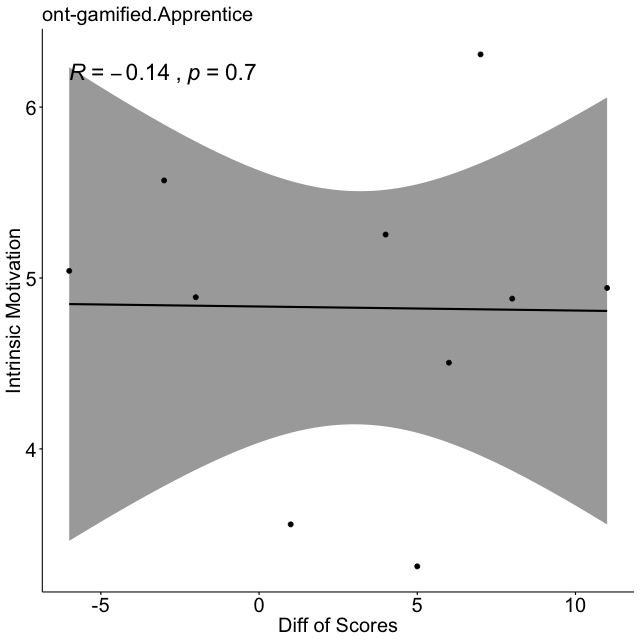 ont-gamified.Apprentice
R = −0.14 , p = 0.7
6
5
4
Intrinsic Motivation
-5 0 5 10
Diff of Scores